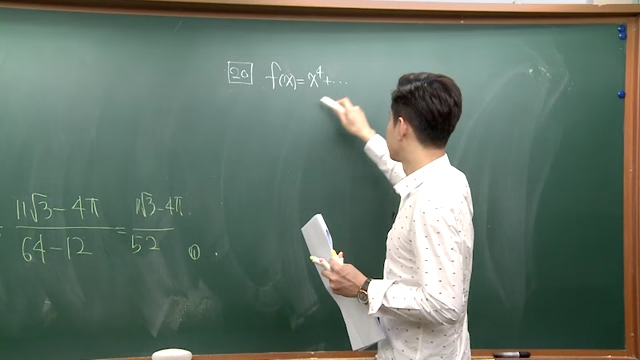 20 f(x)=x⁴+...
= 11√3-4π/64-12 = 11√3-4π/52 ①.